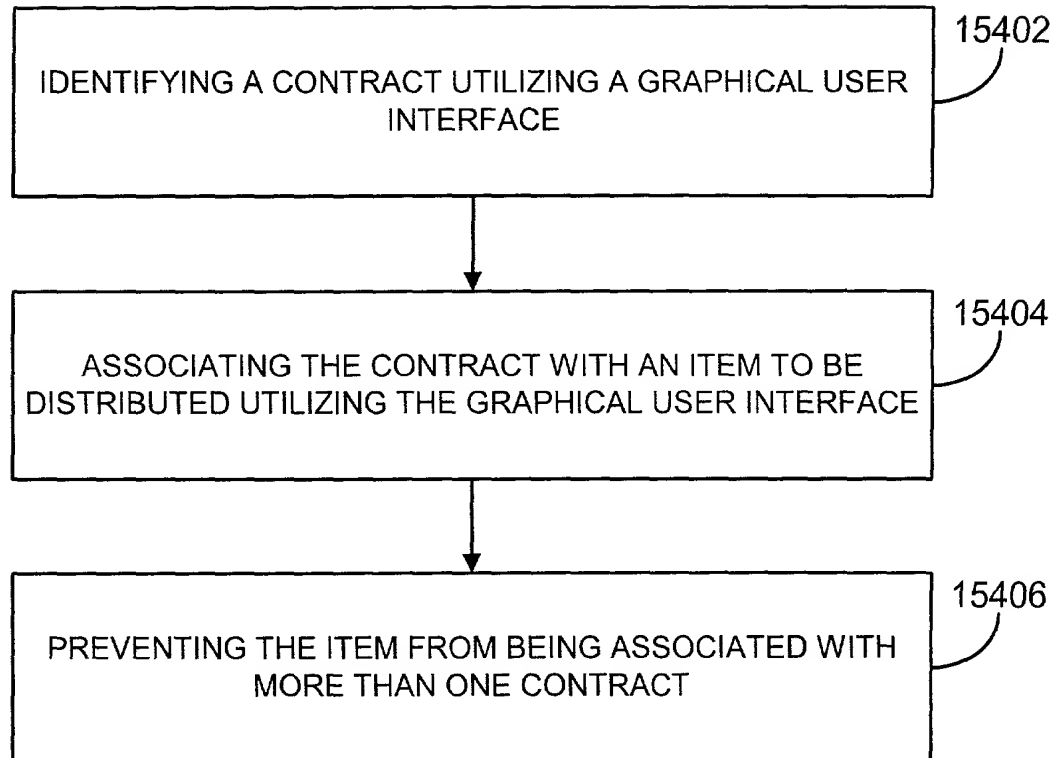 15402
IDENTIFYING A CONTRACT UTILIZING A GRAPHICAL USER
INTERFACE
15404
ASSOCIATING THE CONTRACT WITH AN ITEM TO BE
DISTRIBUTED UTILIZING THE GRAPHICAL USER INTERFACE
15406
PREVENTING THE ITEM FROM BEING ASSOCIATED WITH
MORE THAN ONE CONTRACT